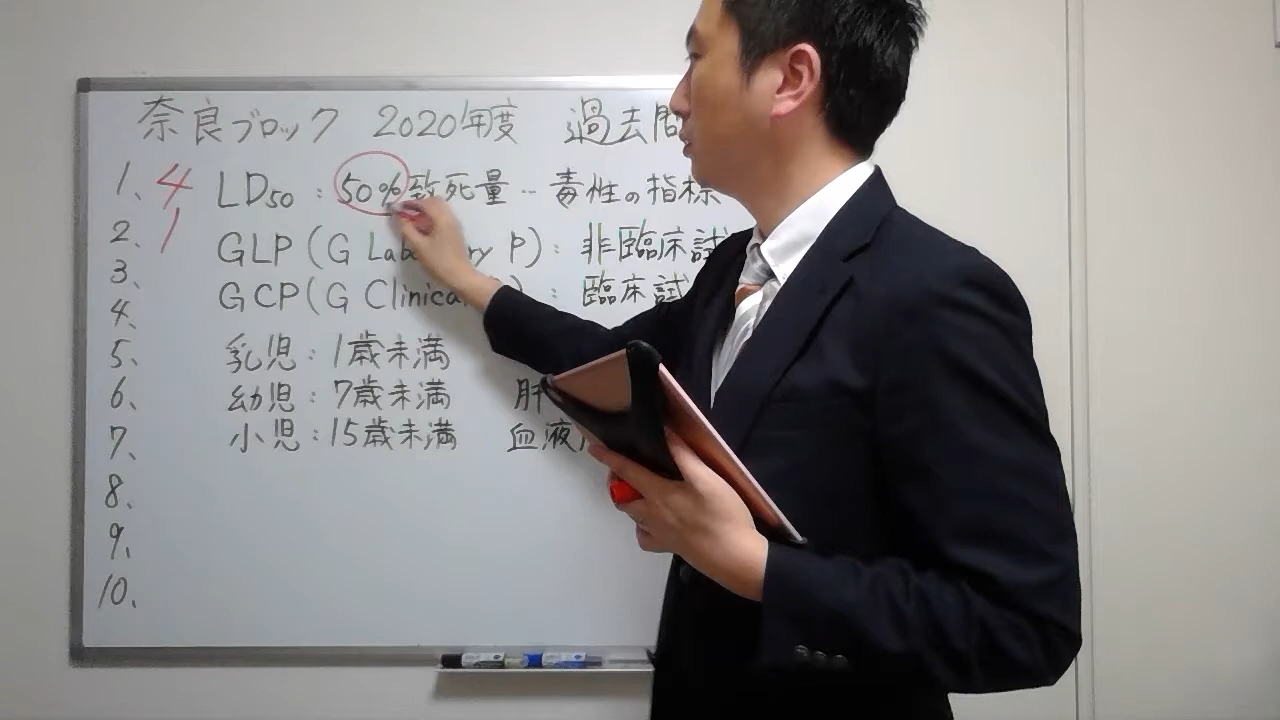 奈良ブロック 2020年度 過去問
1、 4 LD50 : 50%致死量 … 毒性の指標
2、 1 GLP (G Laboratory P) : 非臨床試
3、 GCP (G Clinical ) : 臨床試
4、
5、 乳児 : 1歳未満
6、 幼児 : 7歳未満 肝
7、 小児 : 15歳未満 血液
8、
9、
10、